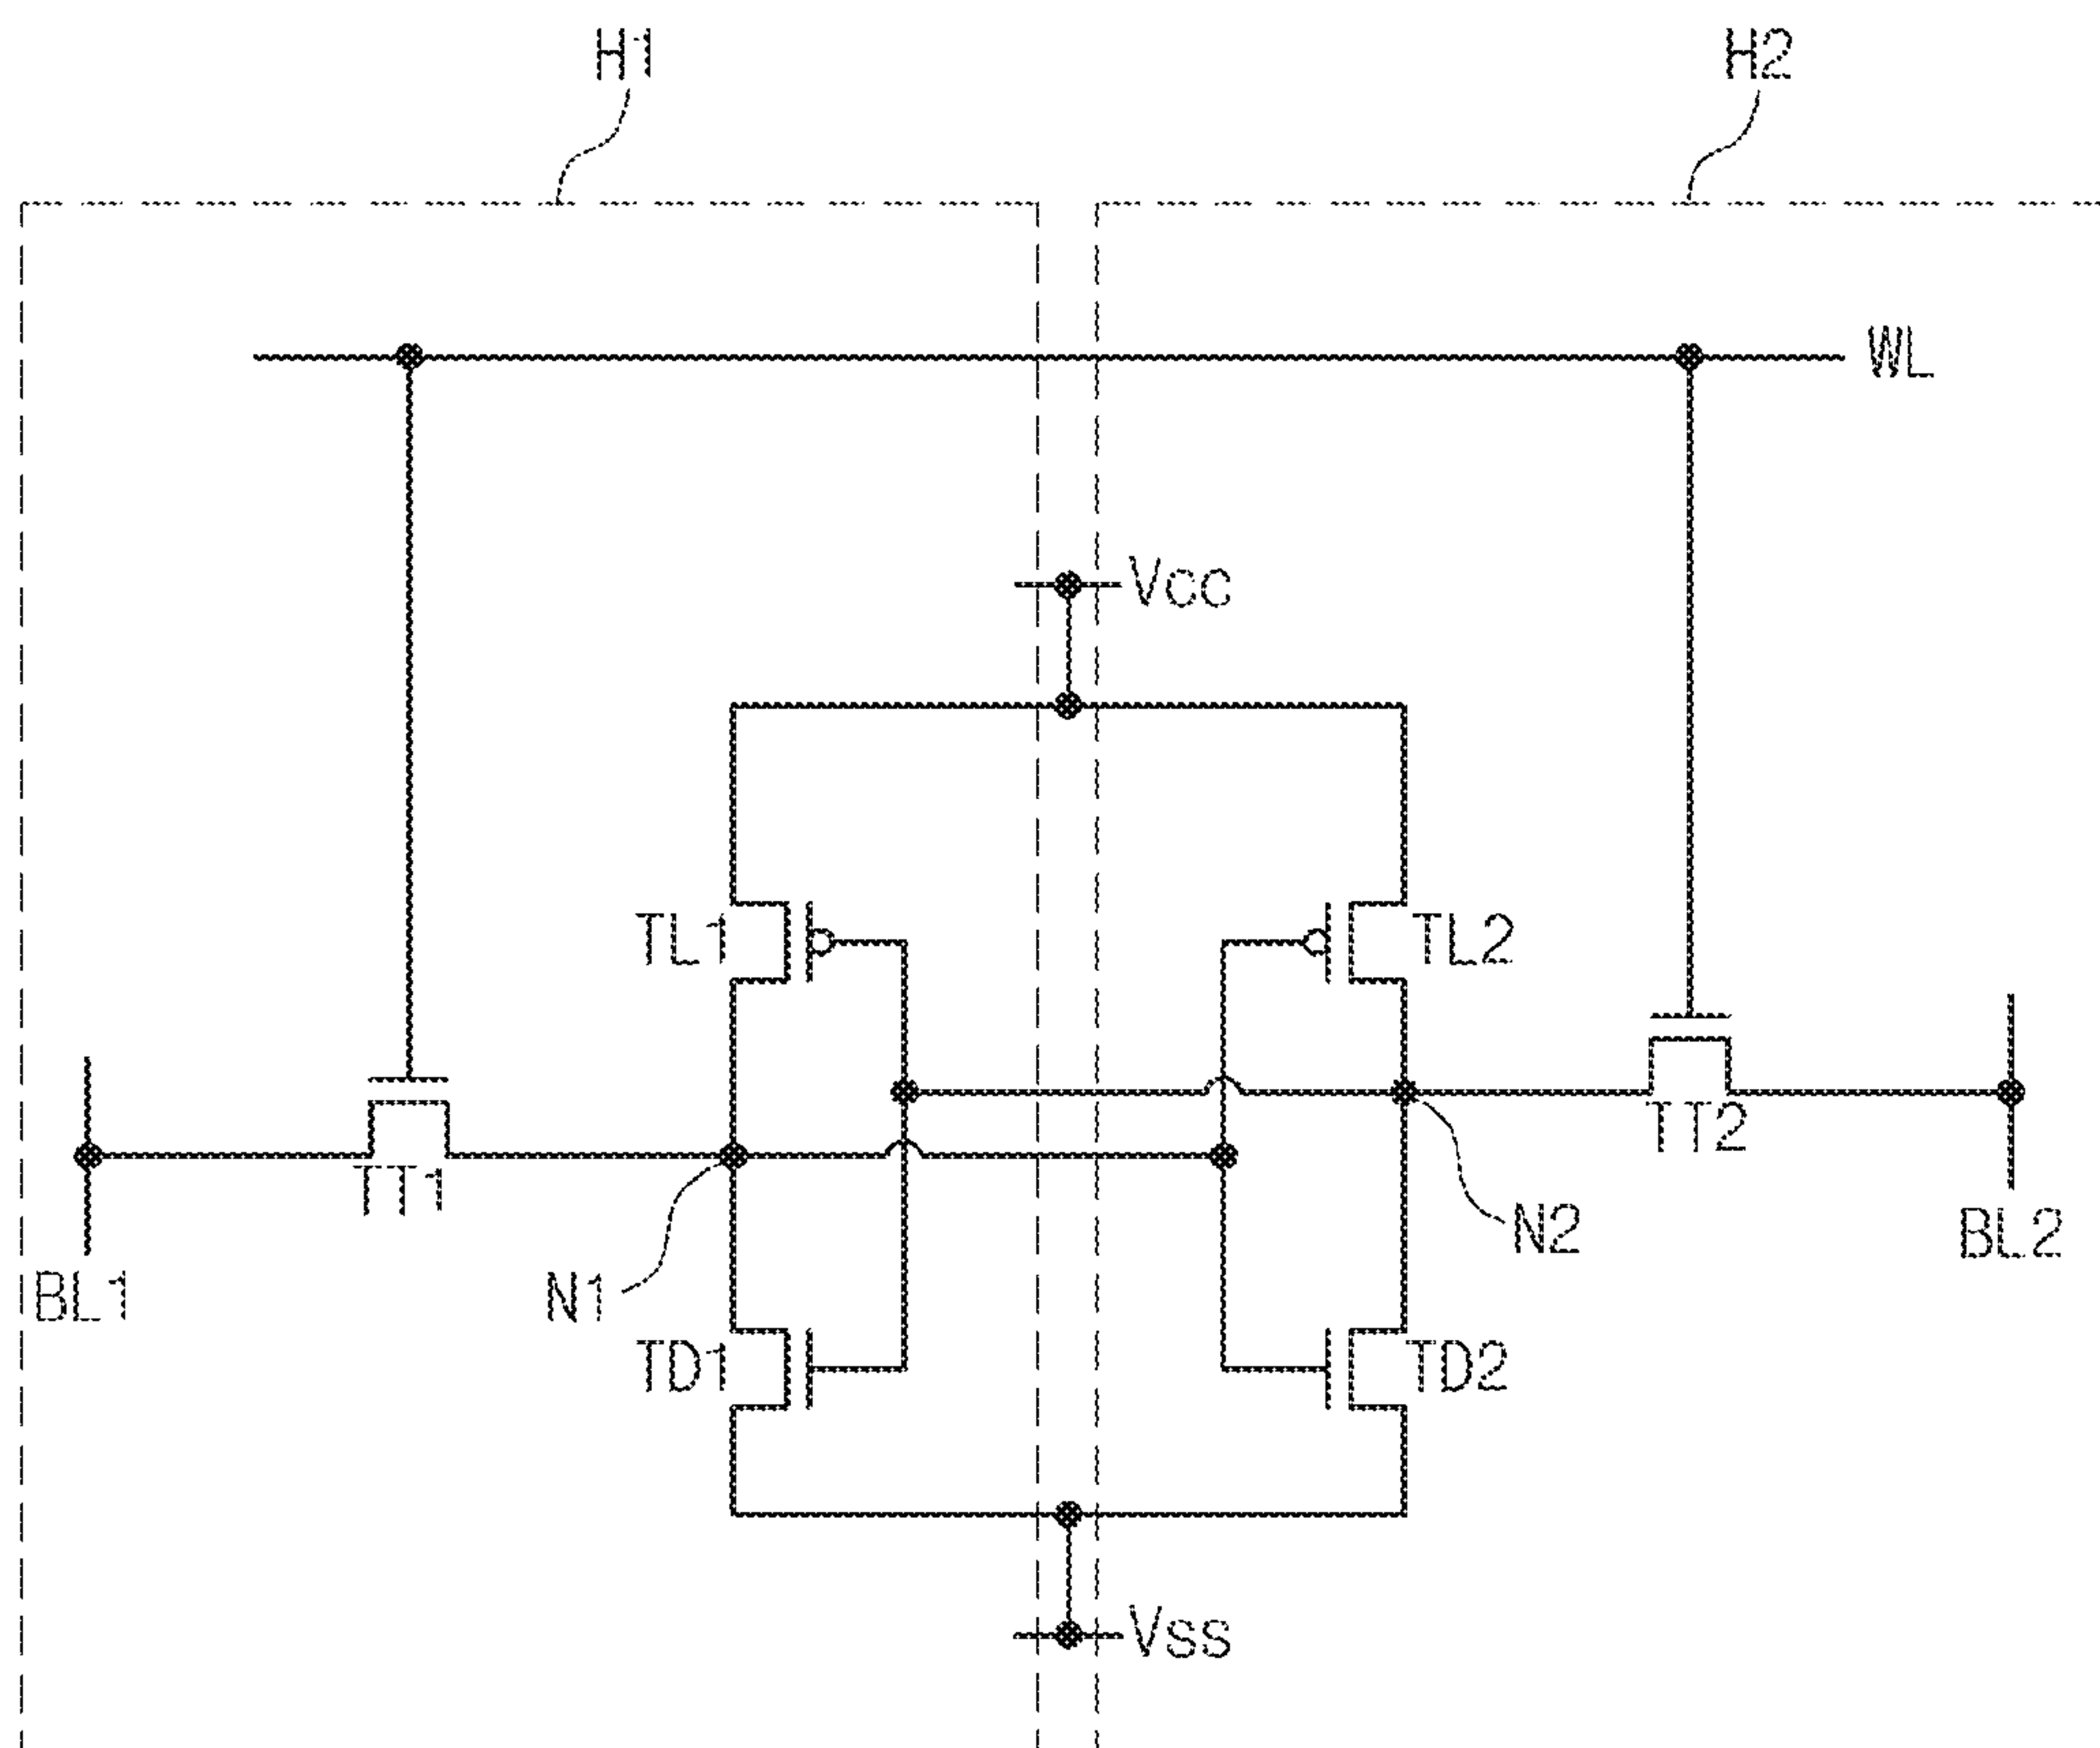 H1
H2
WL
Vcc
TL1
TL2
TT2
TT1
N2
BL2
N1
BL1
TD1
TD2
Vss